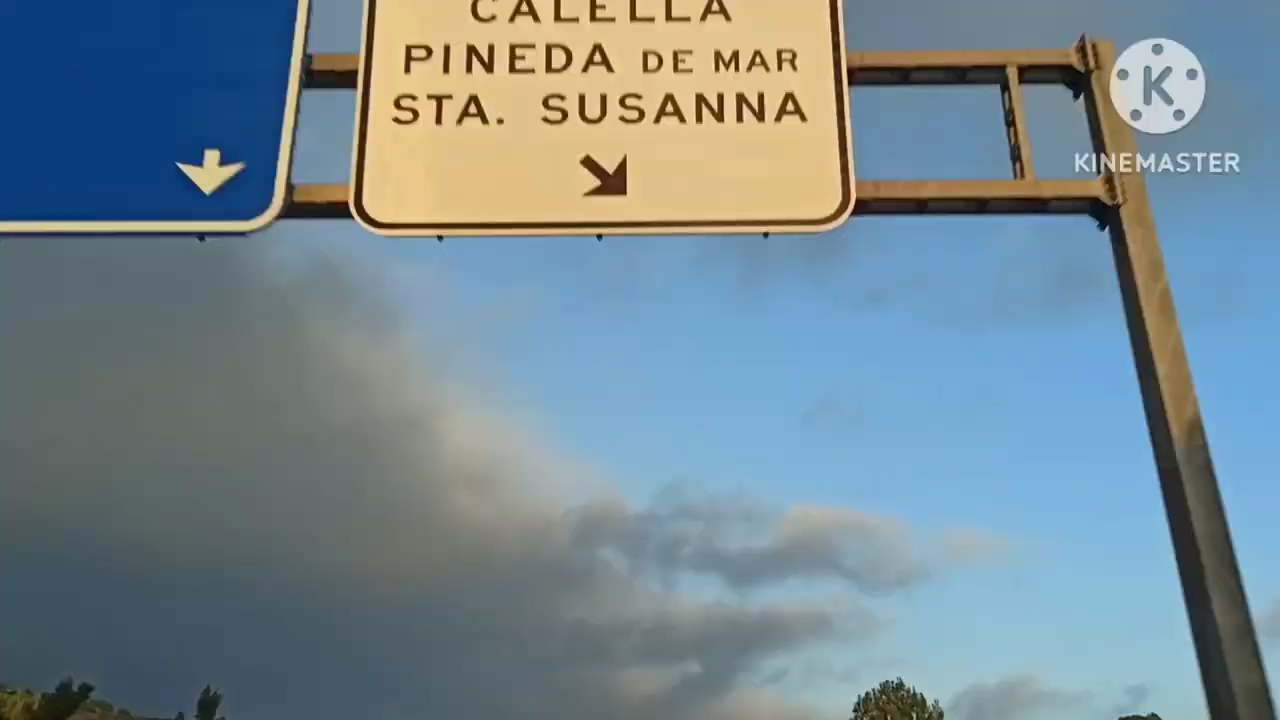 CALELLA
PINEDA DE MAR
STA. SUSANNA
K
KINEMASTER